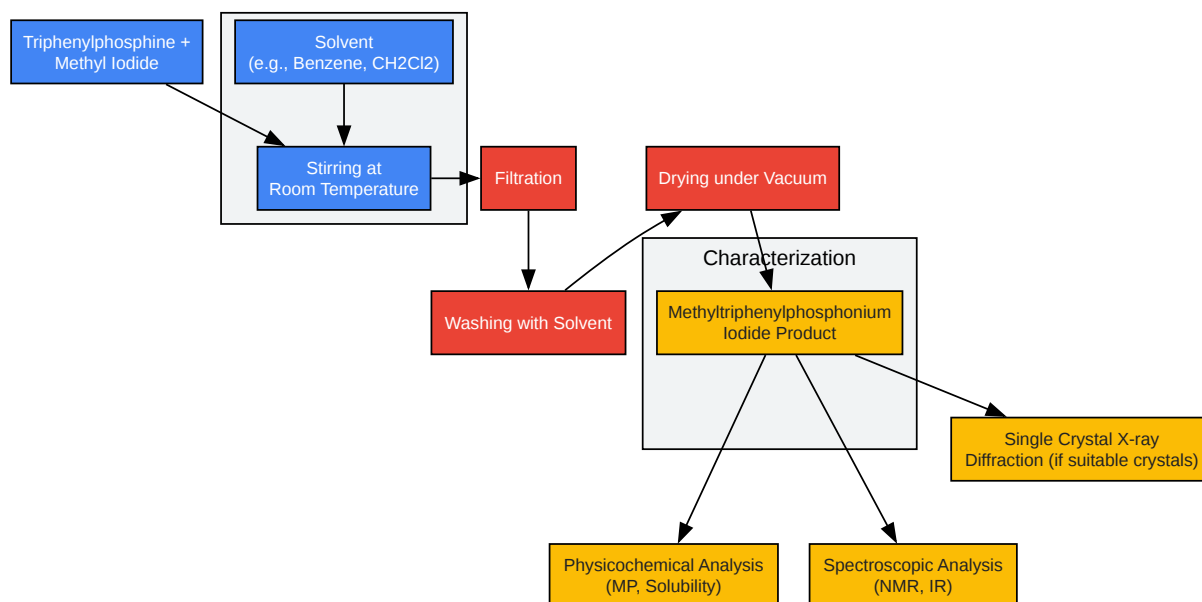 Triphenylphosphine +
Methyl Iodide
Solvent
(e.g., Benzene, CH2Cl2)
Stirring at
Room Temperature
Filtration
Drying under Vacuum
Washing with Solvent
Characterization
Methyltriphenylphosphonium
Iodide Product
Single Crystal X-ray
Diffraction (if suitable crystals)
Physicochemical Analysis
(MP, Solubility)
Spectroscopic Analysis
(NMR, IR)